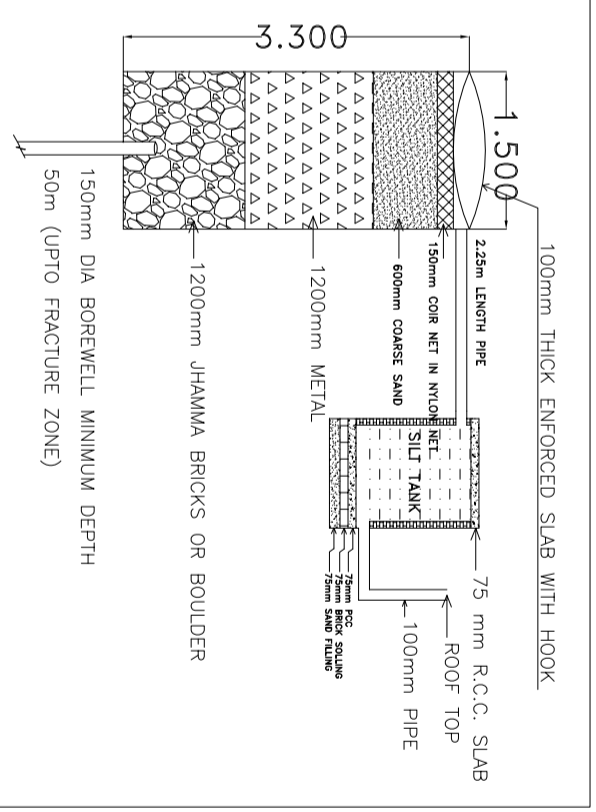 100mm THICK ENFORCED SLAB WITH HOOK
1.500
3.300
2.25m LENGTH PIPE
150mm COIR NET IN NYLON NET
600mm COARSE SAND
1200mm METAL
1200mm JHAMMA BRICKS OR BOULDER
150mm DIA BOREWELL MINIMUM DEPTH
50m (UPTO FRACTURE ZONE)
75 mm R.C.C. SLAB
ROOF TOP
100mm PIPE
SILT TANK
75mm PCC
75mm BRICK SOLLING
75mm SAND FILLING